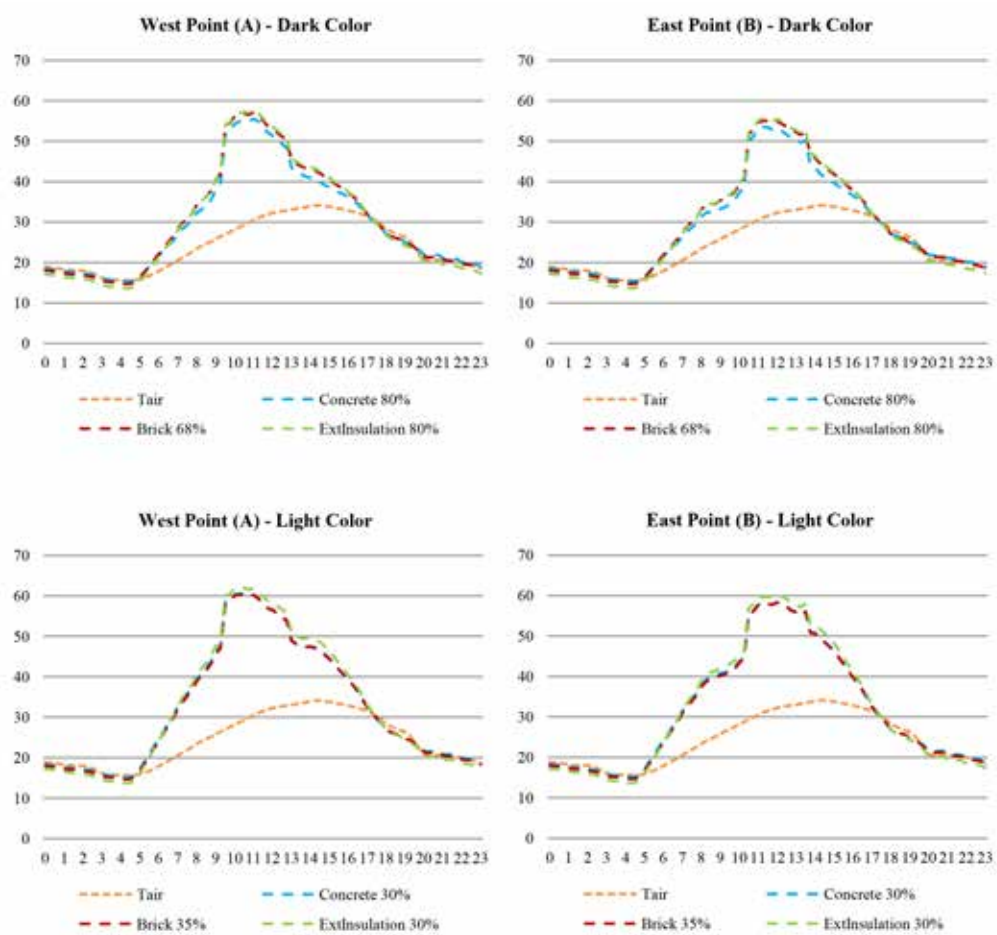 West Point (A) - Dark Color
70
60
50
40
30
20
10
0
0 1 2 3 4 5 6 7 8 9 10 11 12 13 14 15 16 17 18 19 20 21 22 23
Tair
Concrete 80%
Brick 68%
ExtInsulation 80%
East Point (B) - Dark Color
70
60
50
40
30
20
10
0
0 1 2 3 4 5 6 7 8 9 10 11 12 13 14 15 16 17 18 19 20 21 22 23
Tair
Concrete 80%
Brick 68%
ExtInsulation 80%
West Point (A) - Light Color
70
60
50
40
30
20
10
0
0 1 2 3 4 5 6 7 8 9 10 11 12 13 14 15 16 17 18 19 20 21 22 23
Tair
Concrete 30%
Brick 35%
ExtInsulation 30%
East Point (B) - Light Color
70
60
50
40
30
20
10
0
0 1 2 3 4 5 6 7 8 9 10 11 12 13 14 15 16 17 18 19 20 21 22 23
Tair
Concrete 30%
Brick 35%
ExtInsulation 30%